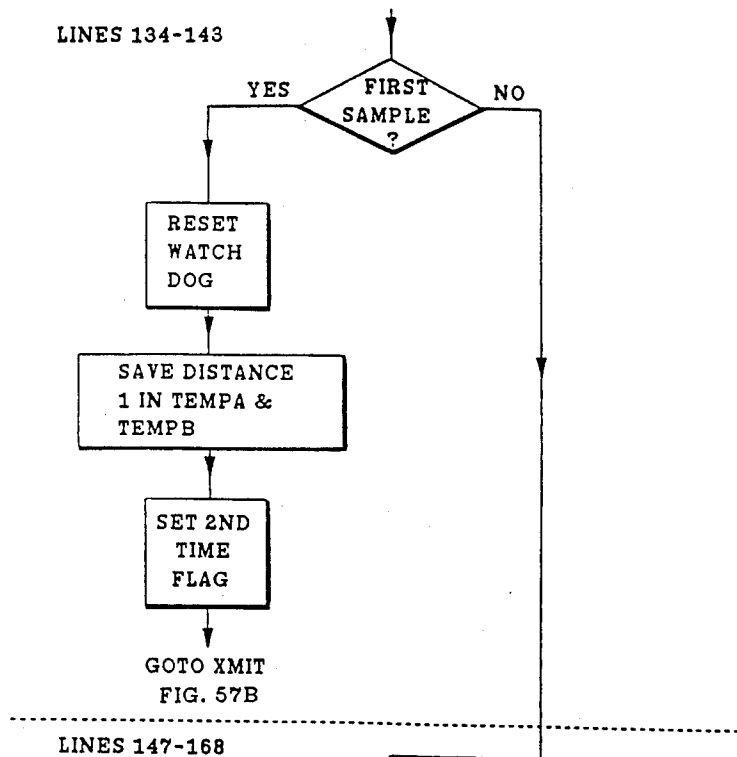 LINES 134-143
FIRST
SAMPLE
?
YES
NO
RESET
WATCH
DOG
SAVE DISTANCE
1 IN TEMPA &
TEMPB
SET 2ND
TIME
FLAG
GOTO XMIT
FIG. 57B
LINES 147-168